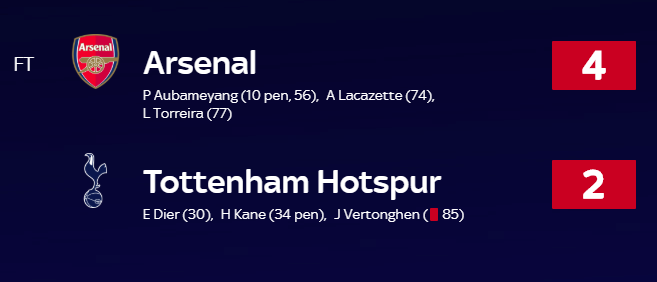 FT
Arsenal
Arsenal
4
P Aubameyang (10 pen, 56), A Lacazette (74),
L Torreira (77)
Tottenham Hotspur
2
E Dier (30), H Kane (34 pen), J Vertonghen ( 85)